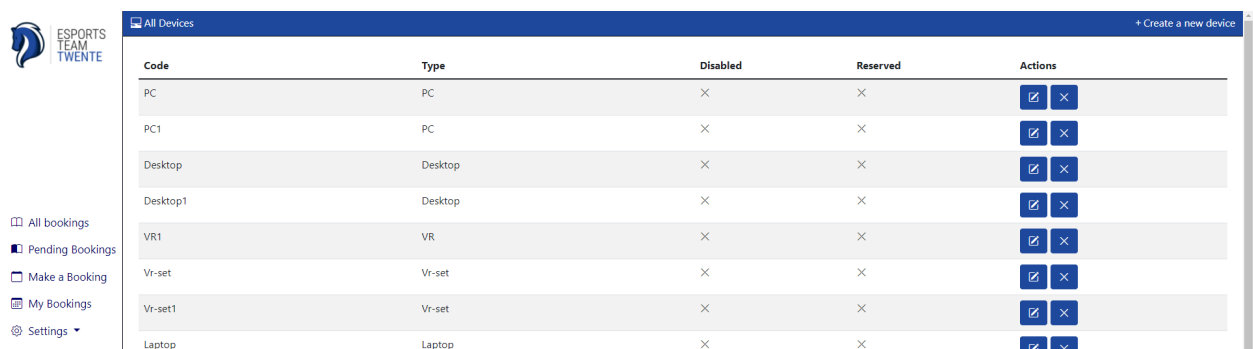 ESPORTS
TEAM
TWENTE
All Devices + Create a new device
Code Type Disabled Reserved Actions
PC PC
PC1 PC
Desktop Desktop
Desktop1 Desktop
VR1 VR
Vr-set Vr-set
Vr-set1 Vr-set
Laptop Laptop
All bookings
Pending Bookings
Make a Booking
My Bookings
Settings